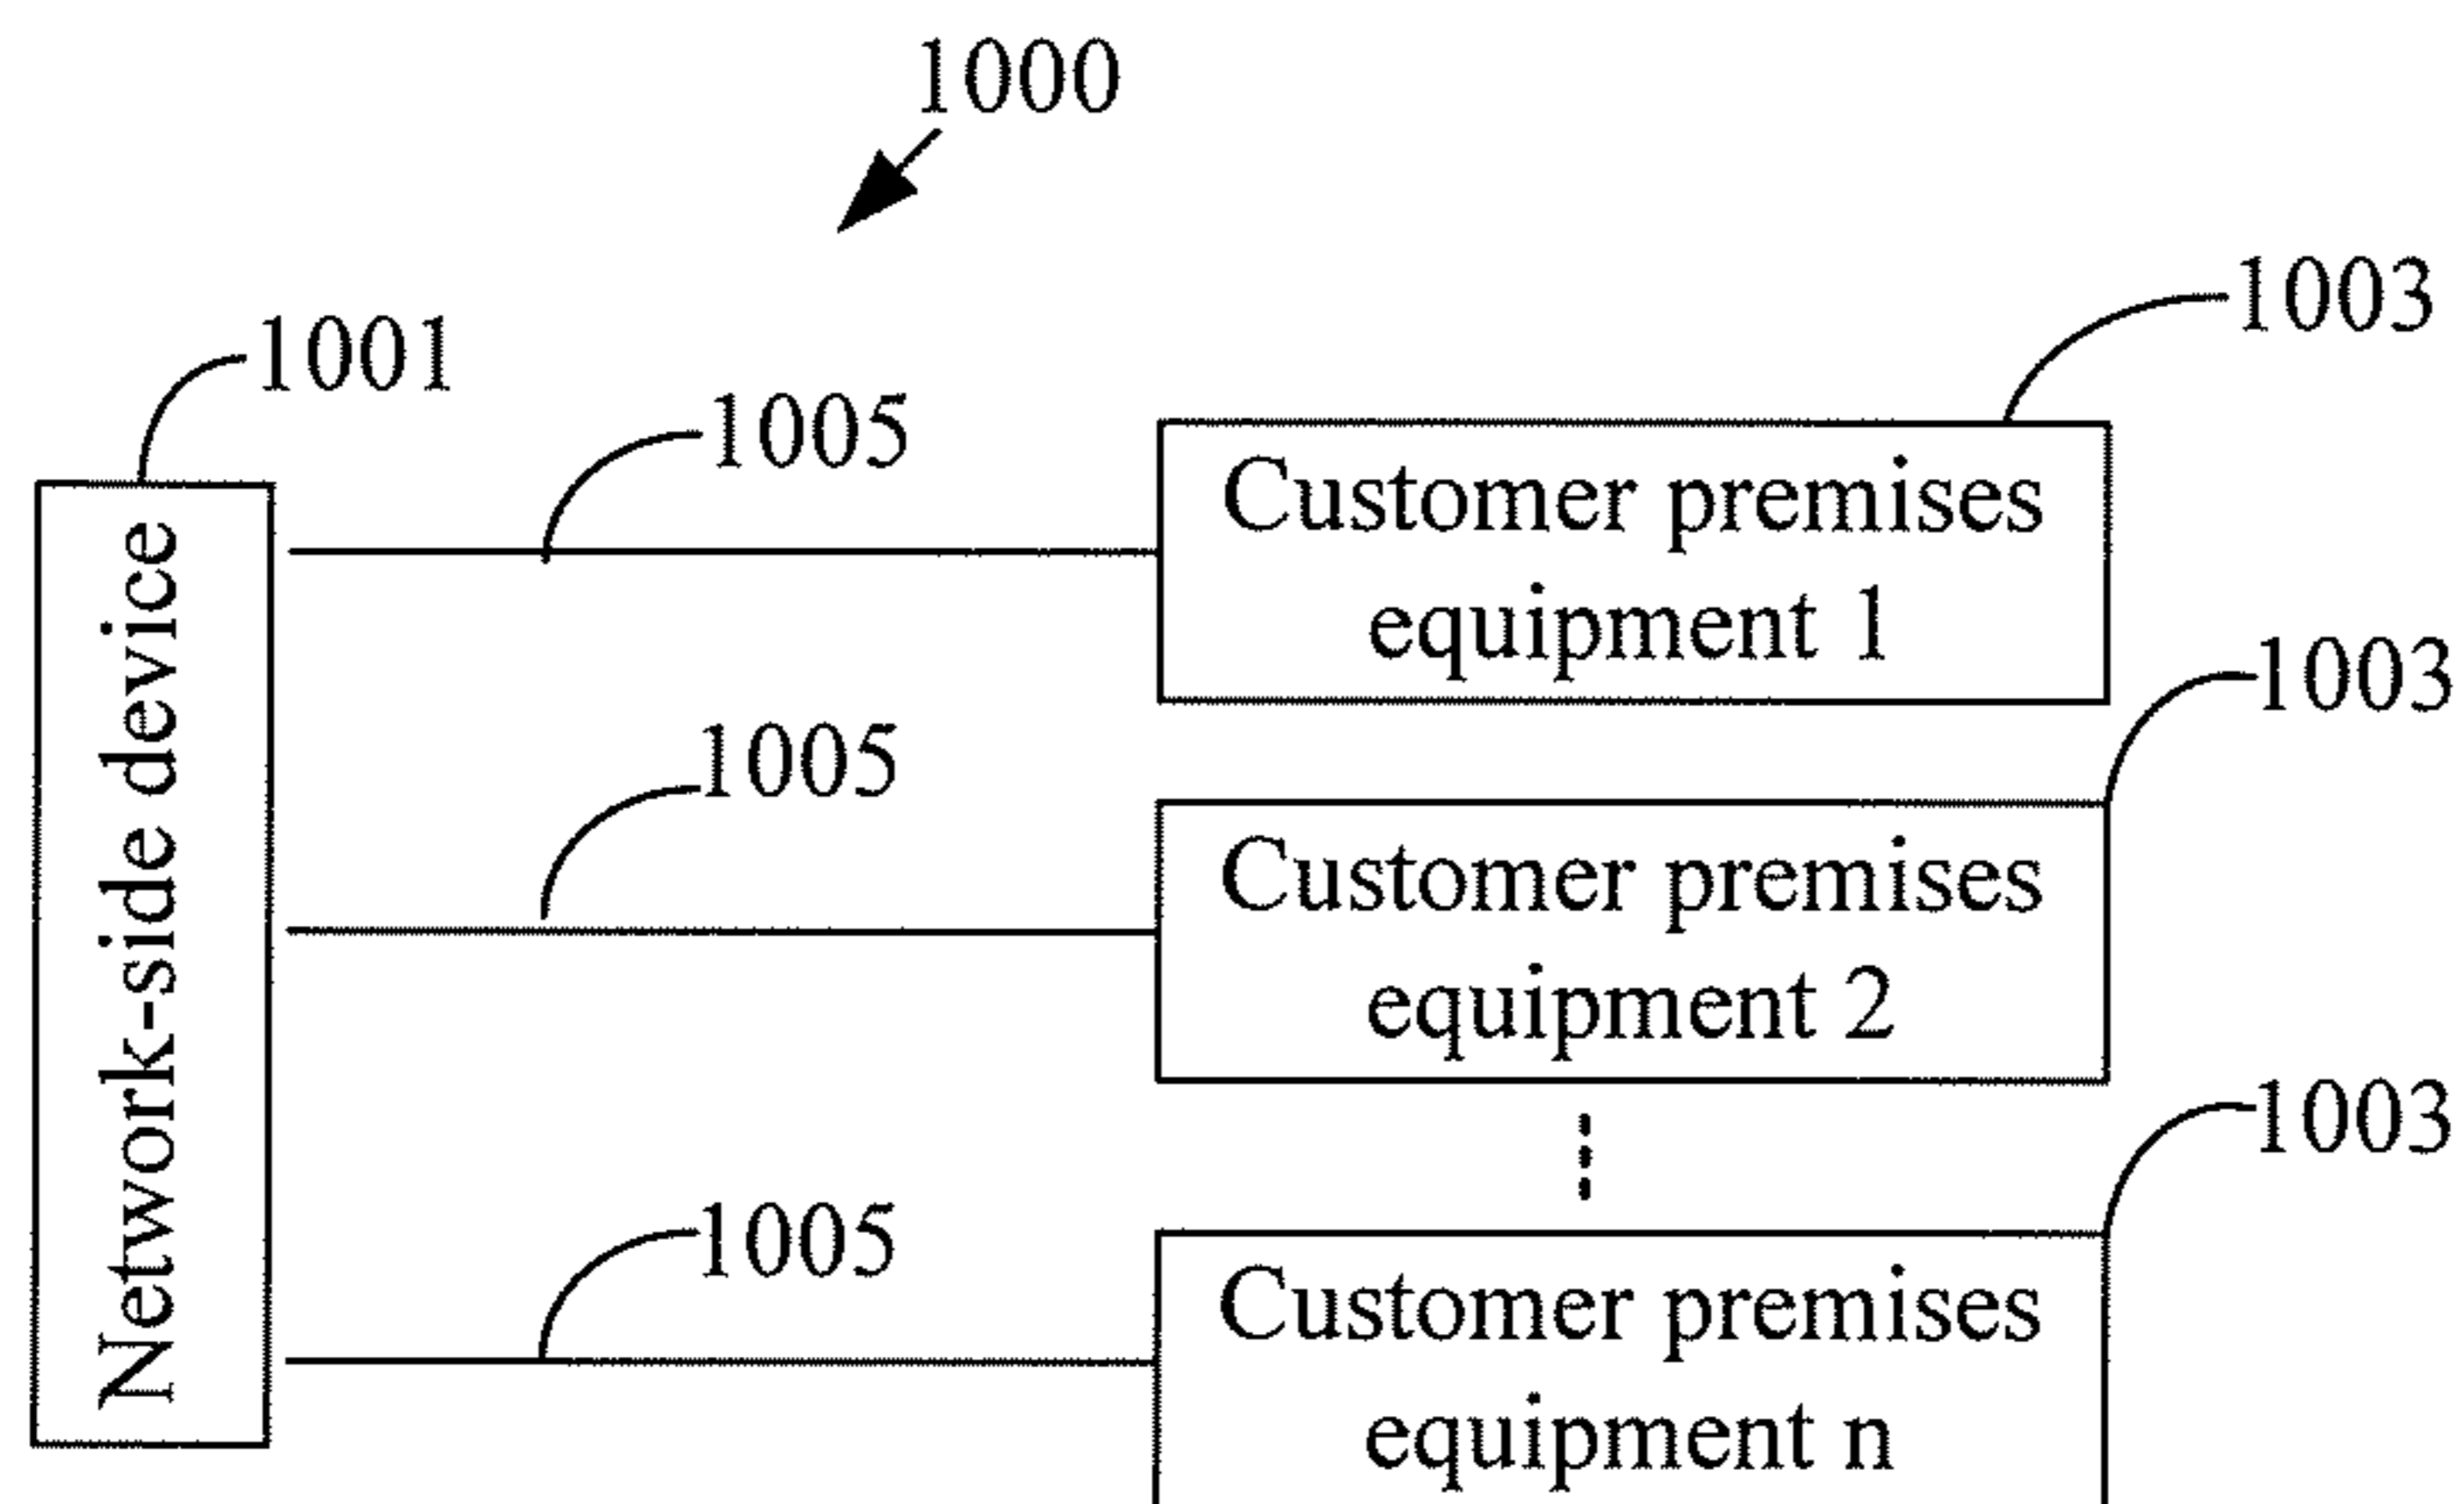 1000
1003
1001
1005
Customer premises
equipment 1
Network-side device
1003
1005
Customer premises
equipment 2
1003
1005
Customer premises
equipment n